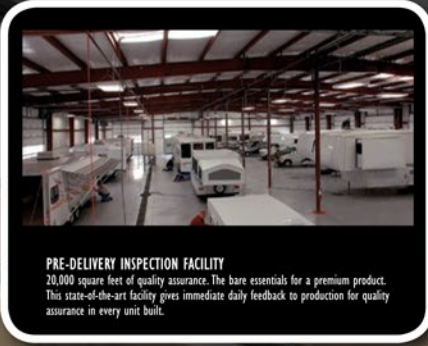 PRE-DELIVERY INSPECTION FACILITY
20,000 square feet of quality assurance. The bare essentials for a premium product.
This state-of-the-art facility gives immediate daily feedback to production for quality
assurance in every unit built.